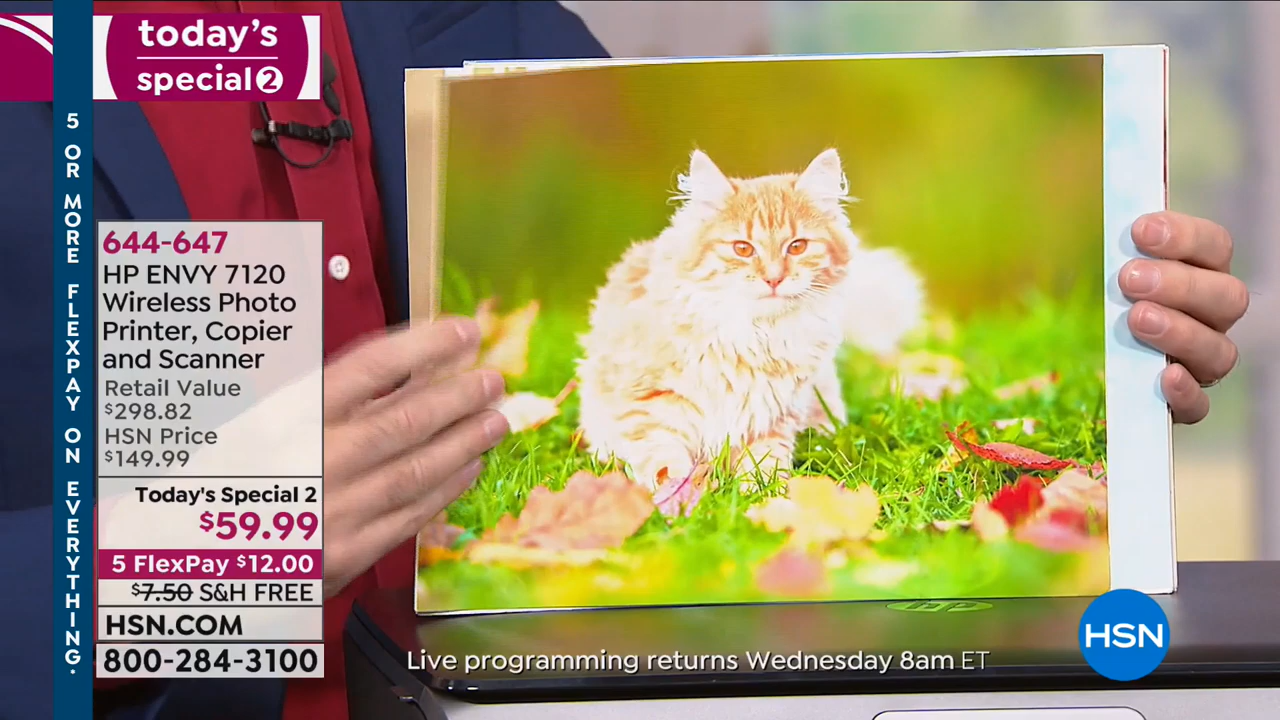 today's
special 2
5 OR MORE FLEXPAY ON EVERYTHING.
644-647
HP ENVY 7120
Wireless Photo
Printer, Copier
and Scanner
Retail Value
$298.82
HSN Price
$149.99
Today's Special 2
$59.99
5 FlexPay $12.00
$7.50 S&H FREE
HSN.COM
800-284-3100
hp
HSN
Live programming returns Wednesday 8am ET